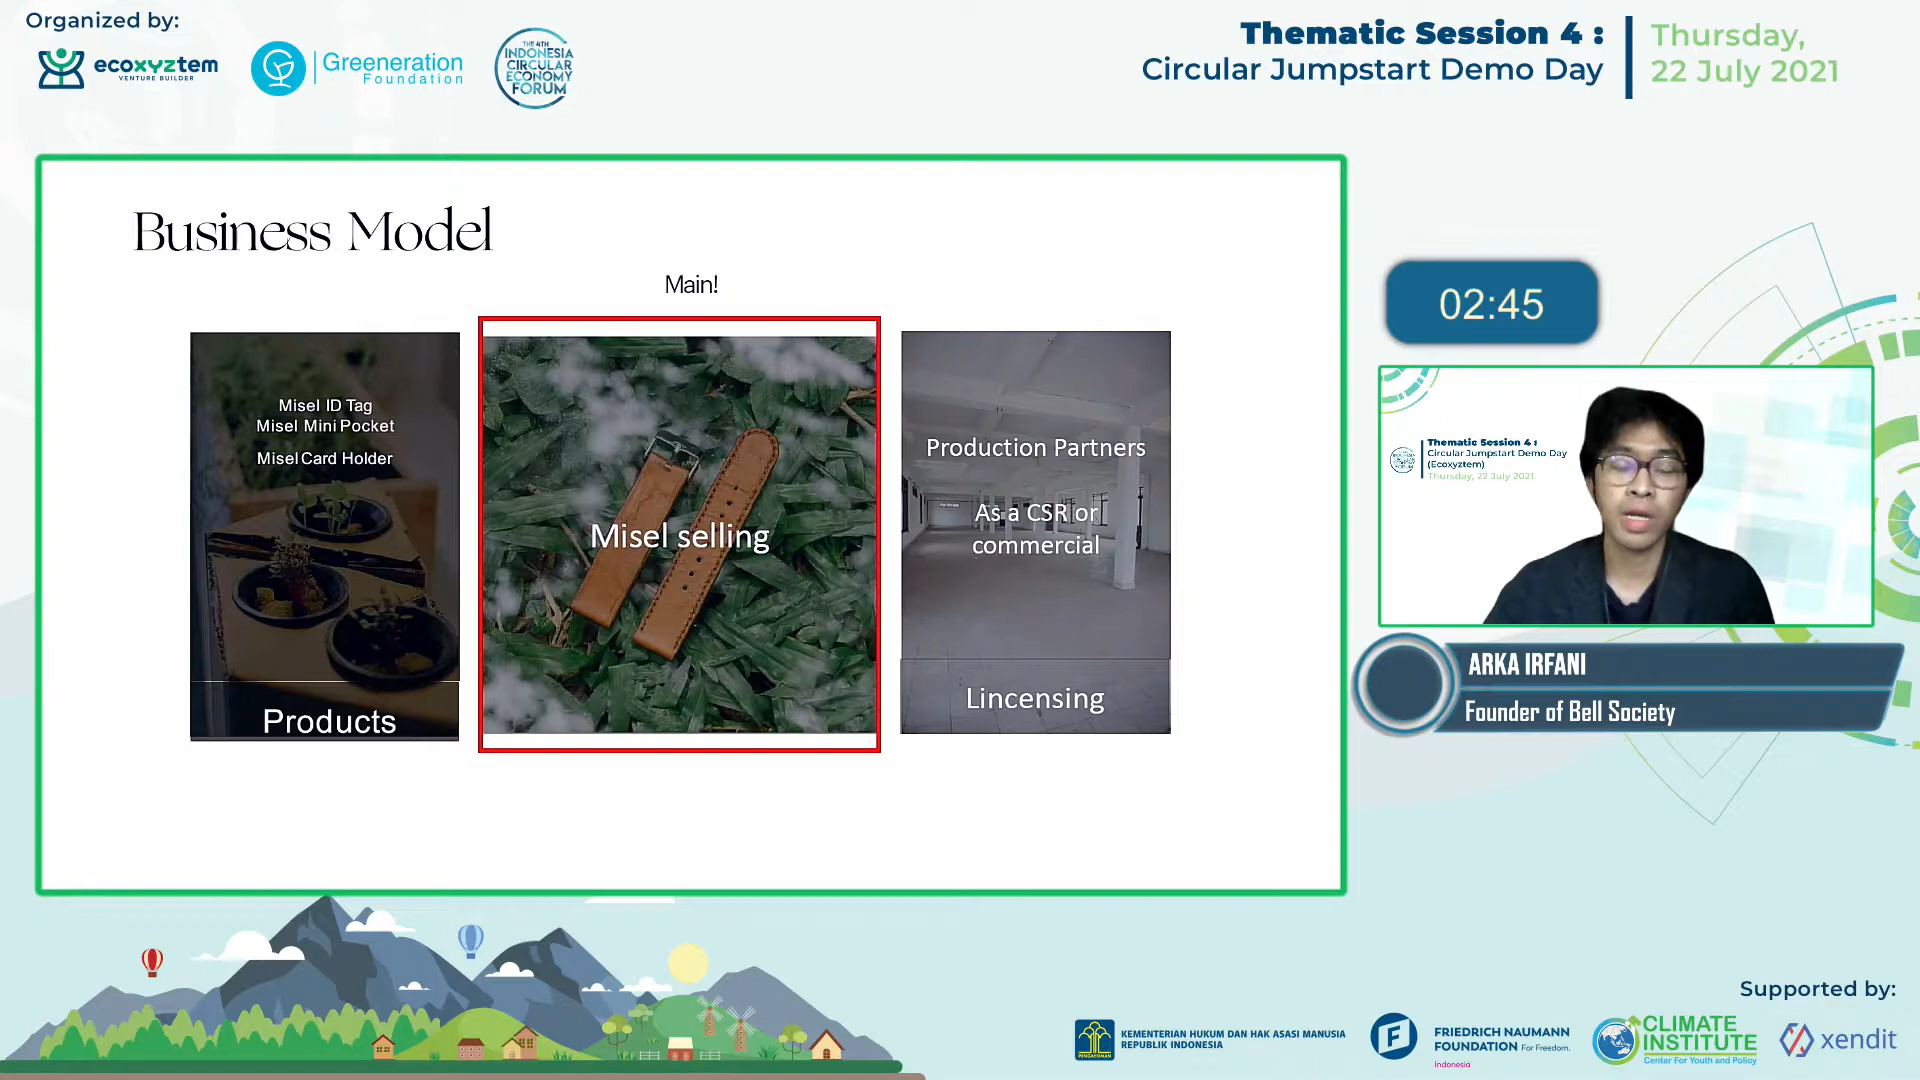 Organized by:
ecoxyztem
VENTURE BUILDER
Greeneration
Foundation
THE 4TH
INDONESIA
CIRCULAR
ECONOMY
FORUM
Thematic Session 4 :
Circular Jumpstart Demo Day
Thursday,
22 July 2021
Business Model
Main!
Misel ID Tag
Misel Mini Pocket
Misel Card Holder
Products
Misel selling
Production Partners
As a CSR or
commercial
Lincensing
02:45
Thematic Session 4 :
Circular Jumpstart Demo Day
(Ecoxyztem)
Thursday, 22 July 2021
ARKA IRFANI
Founder of Bell Society
Supported by:
PENGAYOMAN
KEMENTERIAN HUKUM DAN HAK ASASI MANUSIA
REPUBLIK INDONESIA
F
FRIEDRICH NAUMANN
FOUNDATION For Freedom.
Indonesia
CLIMATE
INSTITUTE
Center For Youth and Policy
xendit